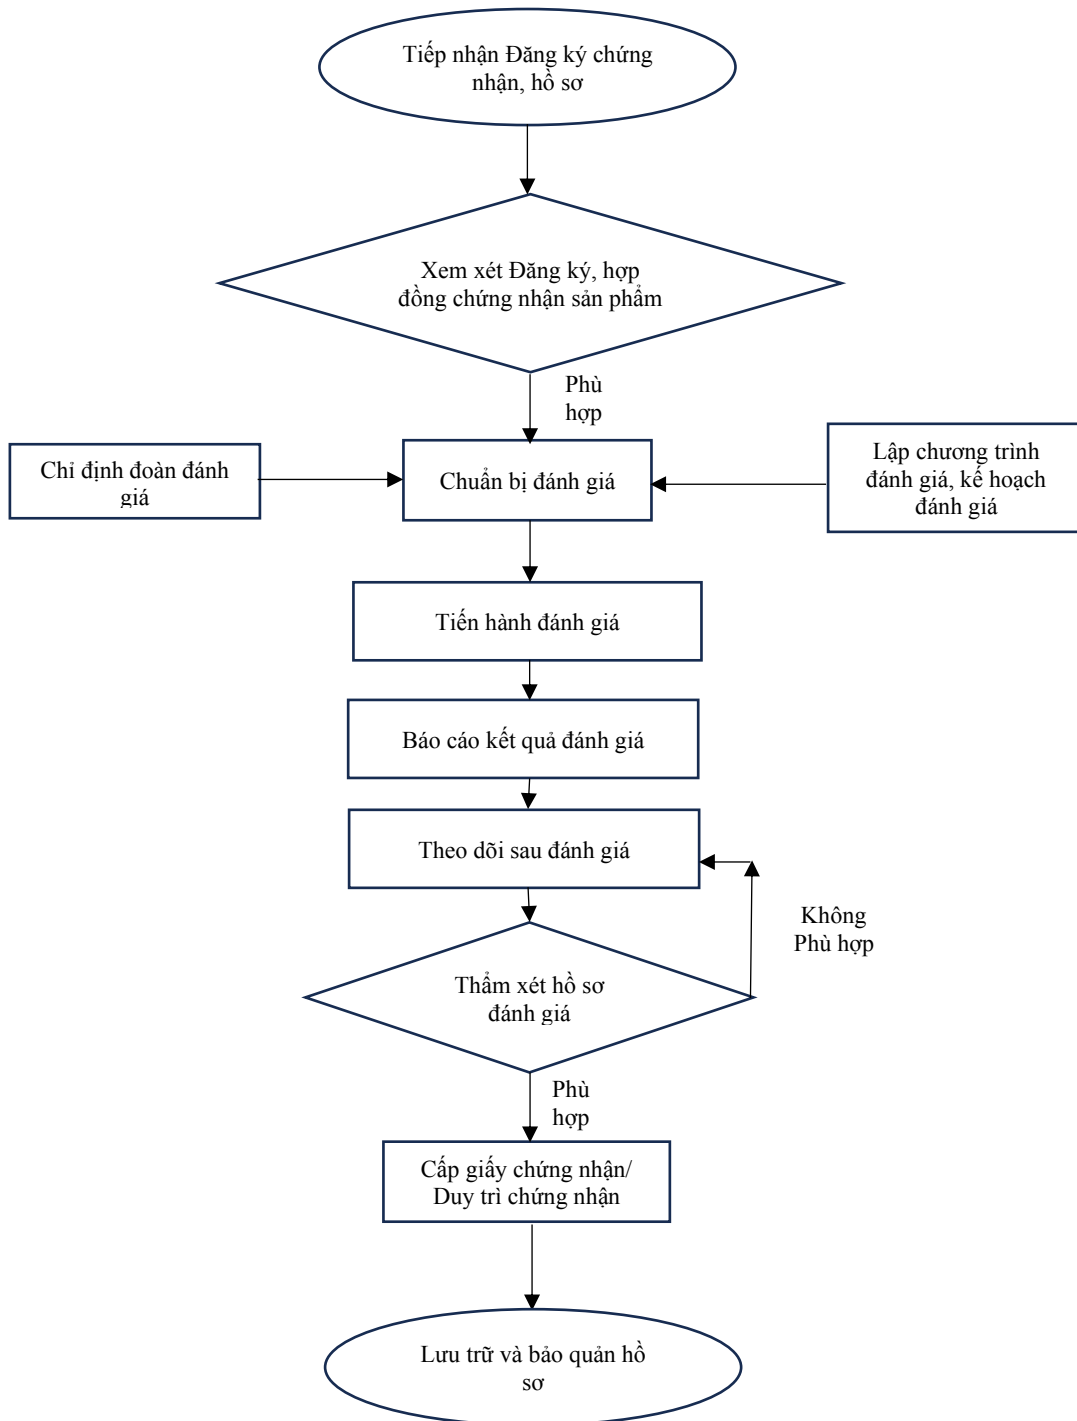 Tiếp nhận Đăng ký chứng
nhận, hồ sơ
Xem xét Đăng ký, hợp
đồng chứng nhận sản phẩm
Phù
hợp
Chỉ định đoàn đánh
giá
Chuẩn bị đánh giá
Lập chương trình
đánh giá, kế hoạch
đánh giá
Tiến hành đánh giá
Báo cáo kết quả đánh giá
Theo dõi sau đánh giá
Không
Phù hợp
Thẩm xét hồ sơ
đánh giá
Phù
hợp
Cấp giấy chứng nhận/
Duy trì chứng nhận
Lưu trữ và bảo quản hồ
sơ